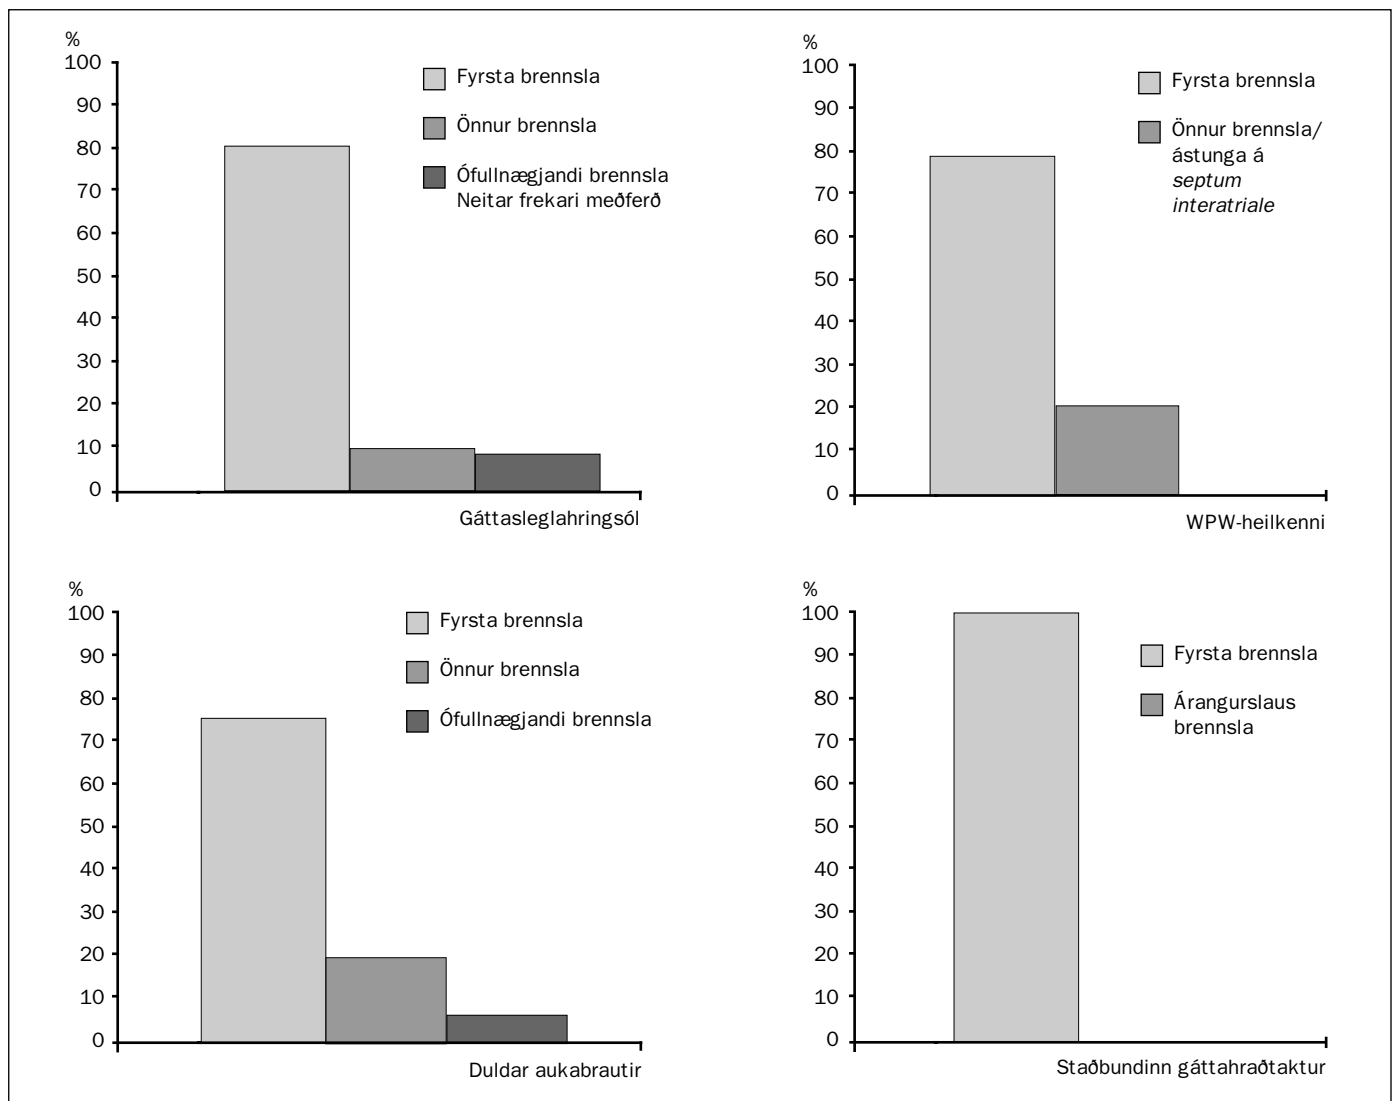 %
100
90
80
70
60
50
40
30
20
10
0
Fyrsta brennsla
Önnur brennsla
Ófullnægjandi brennsla
Neitar frekari meðferð
Gáttasleglahringsól
%
100
90
80
70
60
50
40
30
20
10
0
Fyrsta brennsla
Önnur brennsla/
ástunga á
septum
interatriale
WPW-heilkenni
%
100
90
80
70
60
50
40
30
20
10
0
Fyrsta brennsla
Önnur brennsla
Ófullnægjandi brennsla
Duldar aukabrautir
%
100
90
80
70
60
50
40
30
20
10
0
Fyrsta brennsla
Árangurslaus
brennsla
Staðbundinn gáttahraðtaktur